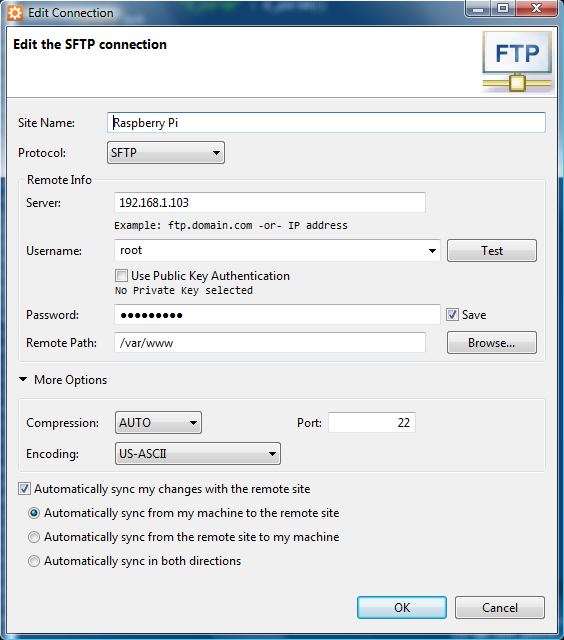 Edit Connection
Edit the SFTP connection
FTP
Site Name: Raspberry Pi
Protocol: SFTP
Remote Info
Server: 192.168.1.103
Example: ftp.domain.com -or- IP address
Username: root Test
Use Public Key Authentication
No Private Key selected
Password: ●●●●●●●●● Save
Remote Path: /var/www Browse...
More Options
Compression: AUTO Port: 22
Encoding: US-ASCII
Automatically sync my changes with the remote site
Automatically sync from my machine to the remote site
Automatically sync from the remote site to my machine
Automatically sync in both directions
OK Cancel